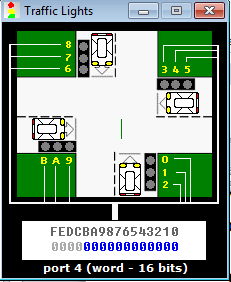 Traffic Lights
8
7
6
3 4 5
B A 9
0
1
2
FEDCBA9876543210
0000000000000000
port 4 (word - 16 bits)